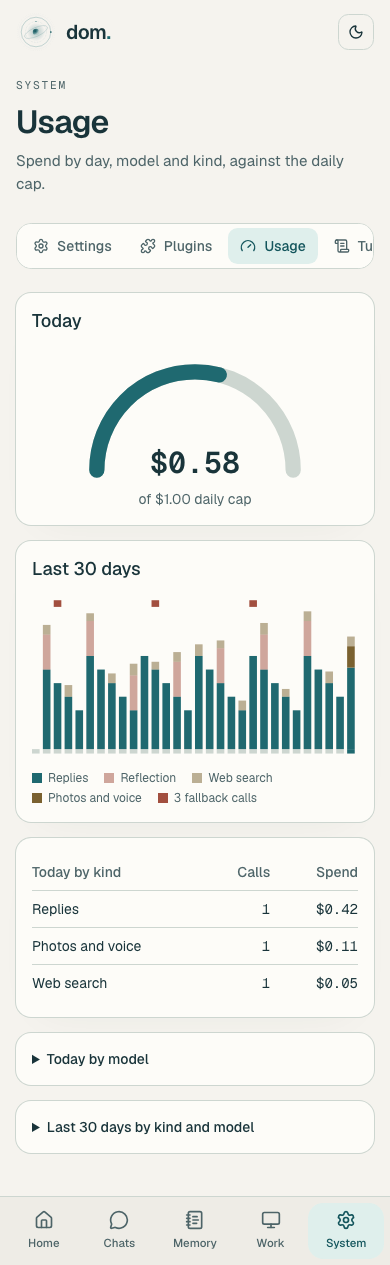 dom.
SYSTEM
Usage
Spend by day, model and kind, against the daily
cap.
Settings Plugins Usage Tu
Today
$0.58
of $1.00 daily cap
Last 30 days
Replies Reflection Web search
Photos and voice 3 fallback calls
Today by kind Calls Spend
Replies 1 $0.42
Photos and voice 1 $0.11
Web search 1 $0.05
Today by model
Last 30 days by kind and model
Home Chats Memory Work System